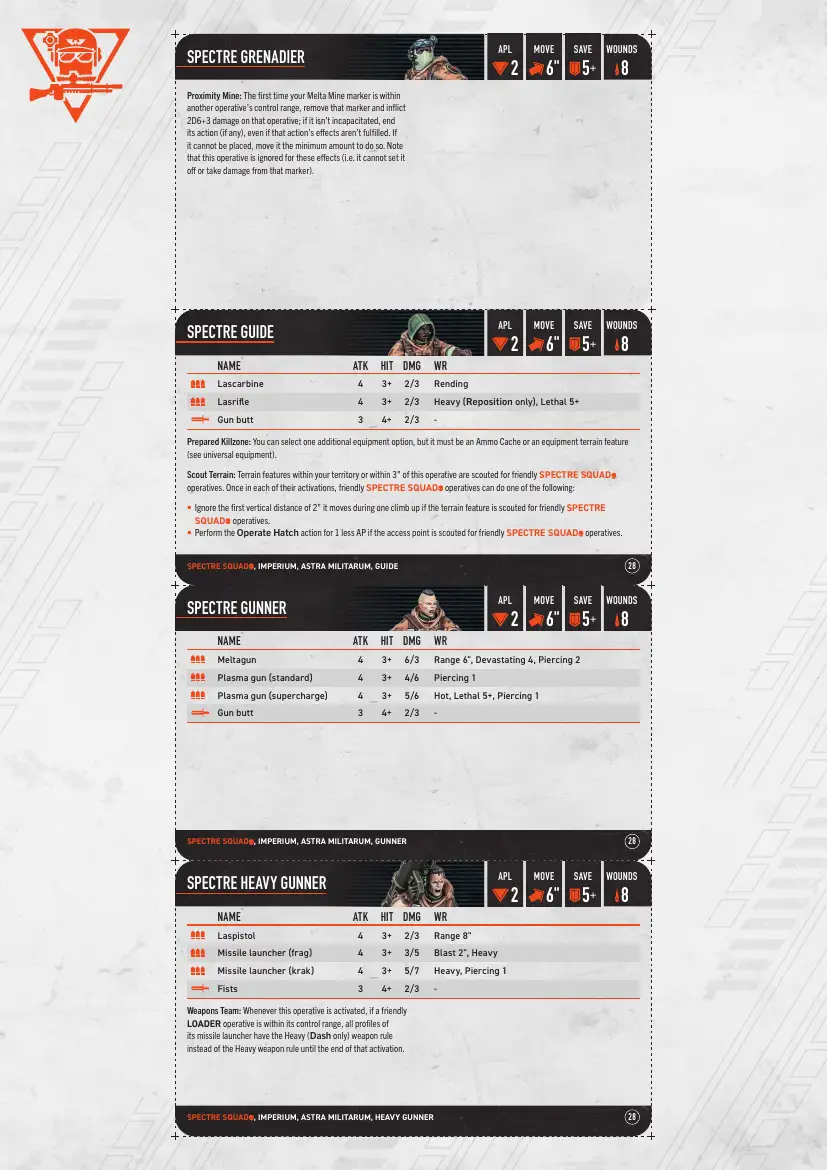 SPECTRE GRENADIER
APL MOVE SAVE WOUNDS
2 6" 5+ 8
Proximity Mine: The first time your Melta Mine marker is within
another operative's control range, remove that marker and inflict
2D6+3 damage on that operative; if it isn't incapacitated, end
its action (if any), even if that action's effects aren't fulfilled. If
it cannot be placed, move it the minimum amount to do so. Note
that this operative is ignored for these effects (i.e. it cannot set it
off or take damage from that marker).
SPECTRE GUIDE
APL MOVE SAVE WOUNDS
2 6" 5+ 8
NAME ATK HIT DMG WR
Lascarbine 4 3+ 2/3 Rending
Lasrifle 4 3+ 2/3 Heavy (Reposition only), Lethal 5+
Gun butt 3 4+ 2/3 -
Prepared Killzone: You can select one additional equipment option, but it must be an Ammo Cache or an equipment terrain feature
(see universal equipment).
Scout Terrain: Terrain features within your territory or within 3" of this operative are scouted for friendly SPECTRE SQUAD
operatives. Once in each of their activations, friendly SPECTRE SQUAD operatives can do one of the following:
• Ignore the first vertical distance of 2" it moves during one climb up if the terrain feature is scouted for friendly SPECTRE
SQUAD operatives.
• Perform the Operate Hatch action for 1 less AP if the access point is scouted for friendly SPECTRE SQUAD operatives.
SPECTRE SQUAD, IMPERIUM, ASTRA MILITARUM, GUIDE 28
SPECTRE GUNNER
APL MOVE SAVE WOUNDS
2 6" 5+ 8
NAME ATK HIT DMG WR
Meltagun 4 3+ 6/3 Range 6", Devastating 4, Piercing 2
Plasma gun (standard) 4 3+ 4/6 Piercing 1
Plasma gun (supercharge) 4 3+ 5/6 Hot, Lethal 5+, Piercing 1
Gun butt 3 4+ 2/3 -
SPECTRE SQUAD, IMPERIUM, ASTRA MILITARUM, GUNNER 28
SPECTRE HEAVY GUNNER
APL MOVE SAVE WOUNDS
2 6" 5+ 8
NAME ATK HIT DMG WR
Laspistol 4 3+ 2/3 Range 8"
Missile launcher (frag) 4 3+ 3/5 Blast 2", Heavy
Missile launcher (krak) 4 3+ 5/7 Heavy, Piercing 1
Fists 3 4+ 2/3 -
Weapons Team: Whenever this operative is activated, if a friendly
LOADER operative is within its control range, all profiles of
its missile launcher have the Heavy (Dash only) weapon rule
instead of the Heavy weapon rule until the end of that activation.
SPECTRE SQUAD, IMPERIUM, ASTRA MILITARUM, HEAVY GUNNER 28